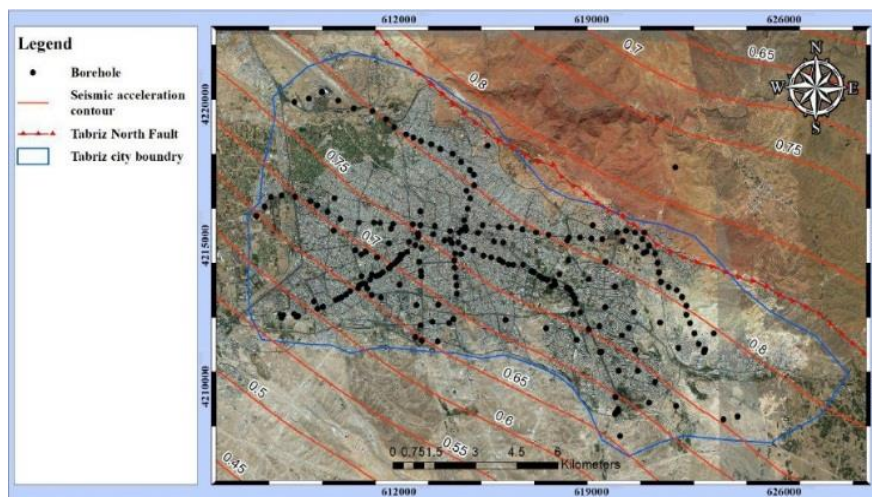 Legend
Borehole
Seismic acceleration
contour
Tabriz North Fault
Tabriz city boundry
612000
619000
626000
4220000
4215000
4210000
0.7
0.65
0.8
0.75
0.75
0.7
0.8
0.65
0.5
0.6
0.55
0.45
N
W
E
S
0 0.75 1.5 3 4.5 6
Kilometers
612000
619000
626000